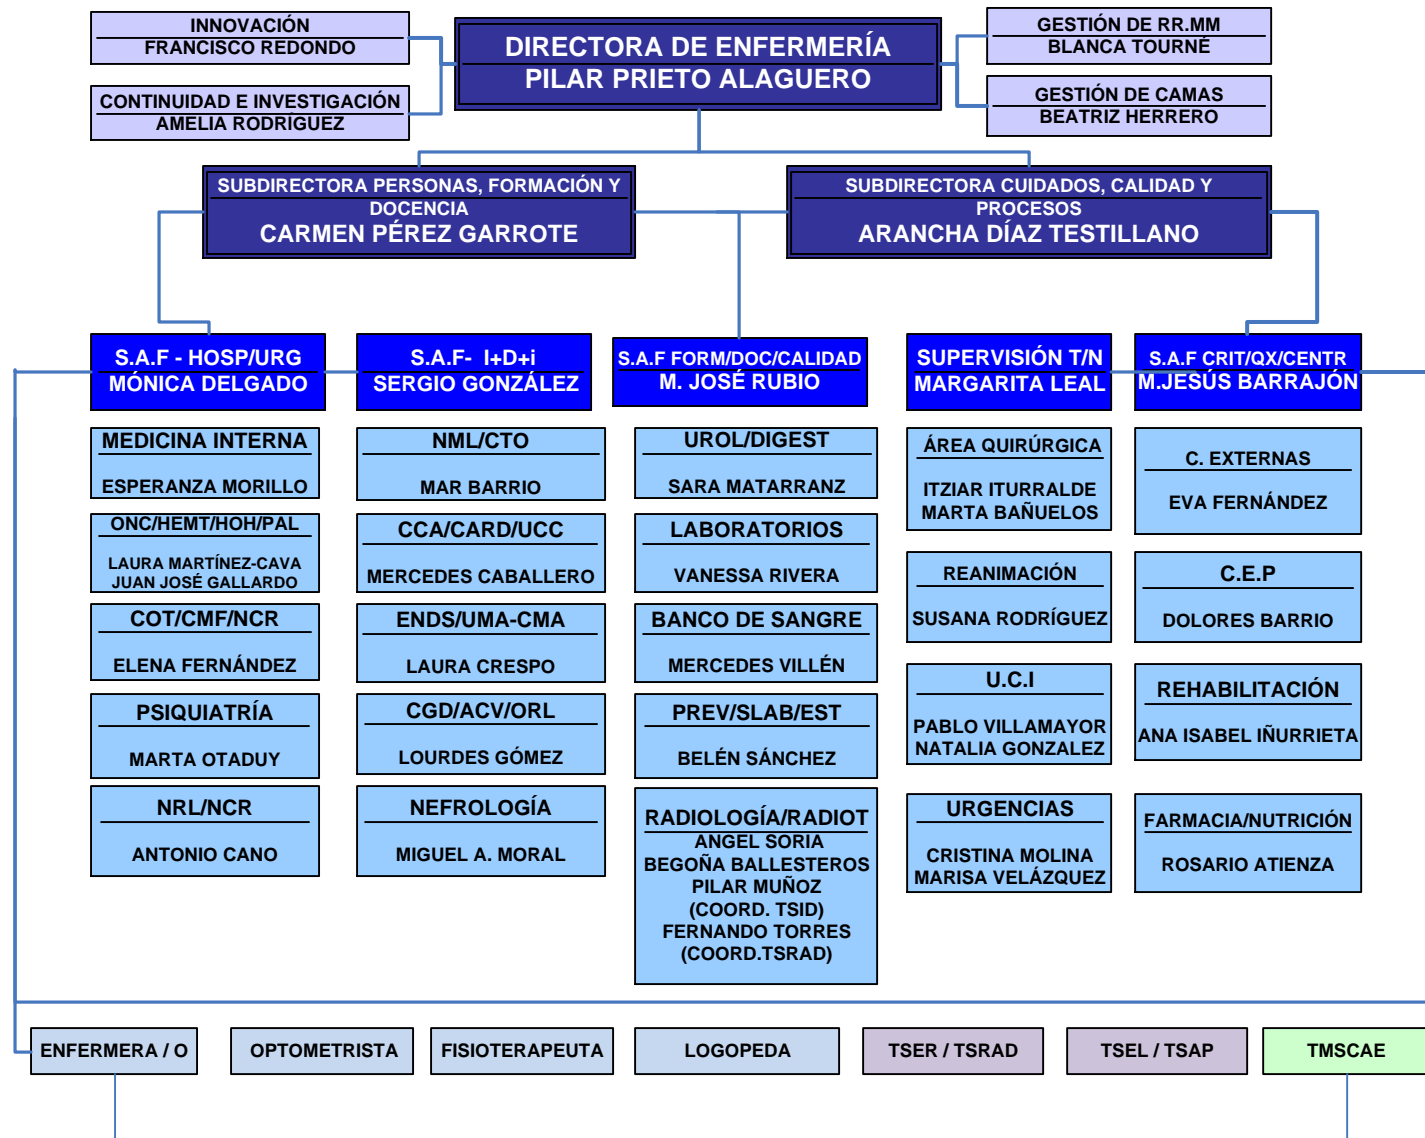 INNOVACIÓN
FRANCISCO REDONDO
CONTINUIDAD E INVESTIGACIÓN
AMELIA RODRÍGUEZ
DIRECTORA DE ENFERMERÍA
PILAR PRIETO ALAGUERO
GESTIÓN DE RR.MM
BLANCA TOURNÉ
GESTIÓN DE CAMAS
BEATRIZ HERRERO
SUBDIRECTORA PERSONAS, FORMACIÓN Y
DOCENCIA
CARMEN PÉREZ GARROTE
SUBDIRECTORA CUIDADOS, CALIDAD Y
PROCESOS
ARANCHA DÍAZ TESTILLANO
S.A.F - HOSP/URG
MÓNICA DELGADO
S.A.F- I+D+i
SERGIO GONZÁLEZ
S.A.F FORM/DOC/CALIDAD
M. JOSÉ RUBIO
SUPERVISIÓN T/N
MARGARITA LEAL
S.A.F CRIT/QX/CENTR
M.JESÚS BARRAJÓN
MEDICINA INTERNA
ESPERANZA MORILLO
ONC/HEMT/HOH/PAL
LAURA MARTÍNEZ-CAVA
JUAN JOSÉ GALLARDO
COT/CMF/NCR
ELENA FERNÁNDEZ
PSIQUIATRÍA
MARTA OTADUY
NRL/NCR
ANTONIO CANO
NML/CTO
MAR BARRIO
CCA/CARD/UCC
MERCEDES CABALLERO
ENDS/UMA-CMA
LAURA CRESPO
CGD/ACV/ORL
LOURDES GÓMEZ
NEFROLOGÍA
MIGUEL A. MORAL
UROL/DIGEST
SARA MATARRANZ
LABORATORIOS
VANESSA RIVERA
BANCO DE SANGRE
MERCEDES VILLÉN
PREV/SLAB/EST
BELÉN SÁNCHEZ
RADIOLOGÍA/RADIOT
ANGEL SORIA
BEGOÑA BALLESTEROS
PILAR MUÑOZ
(COORD. TSID)
FERNANDO TORRES
(COORD.TSRAD)
ÁREA QUIRÚRGICA
ITZIAR ITURRALDE
MARTA BAÑUELOS
REANIMACIÓN
SUSANA RODRÍGUEZ
U.C.I
PABLO VILLAMAYOR
NATALIA GONZALEZ
URGENCIAS
CRISTINA MOLINA
MARISA VELÁZQUEZ
C. EXTERNAS
EVA FERNÁNDEZ
C.E.P
DOLORES BARRIO
REHABILITACIÓN
ANA ISABEL IÑURRIETA
FARMACIA/NUTRICIÓN
ROSARIO ATIENZA
ENFERMERA / O
OPTOMETRISTA
FISIOTERAPEUTA
LOGOPEDA
TSER / TSRAD
TSEL / TSAP
TMSCAE